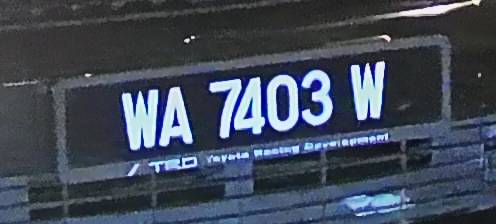 WA 7403 W
TRD Toyota Racing Development